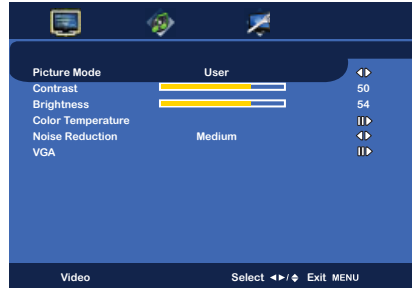 Picture Mode User
Contrast 50
Brightness 54
Color Temperature
Noise Reduction Medium
VGA
Video Select ◄►/◆ Exit MENU